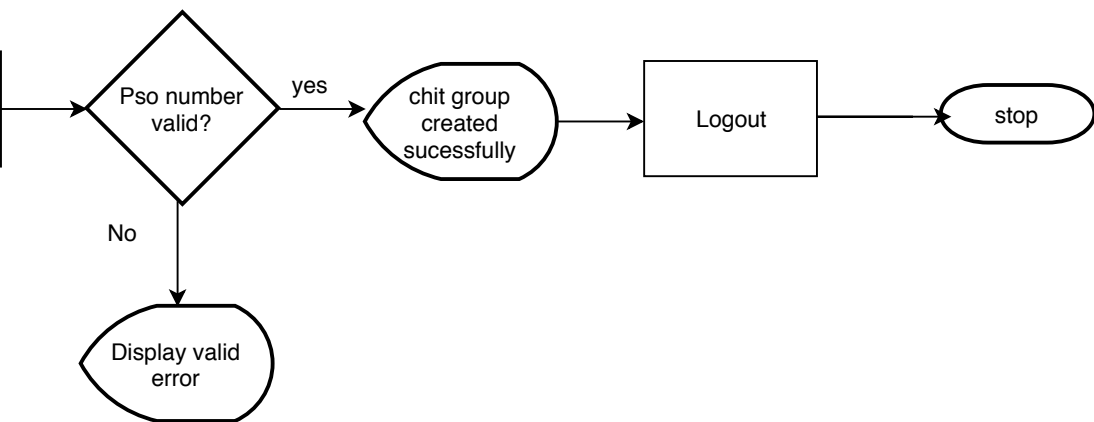 Pso number
valid?
yes
chit group
created
sucessfully
Logout
stop
No
Display valid
error